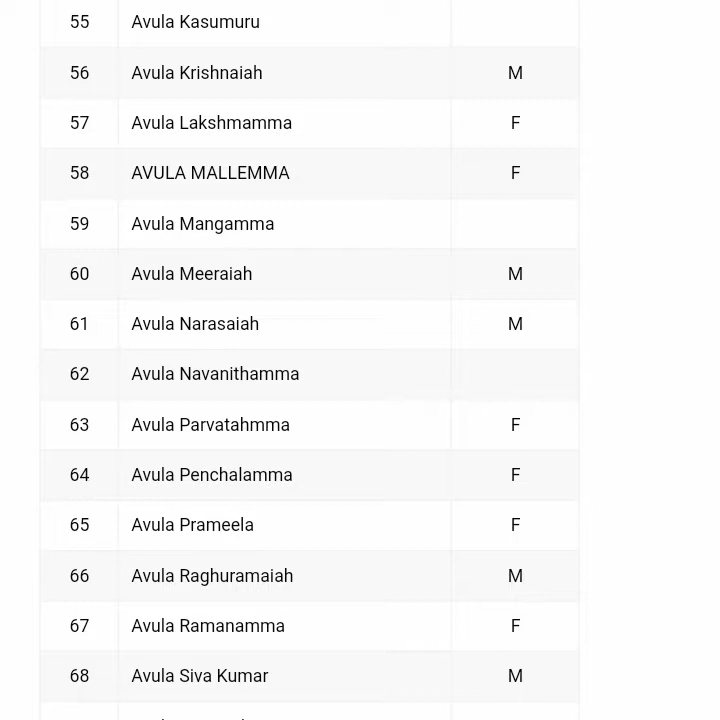 55 Avula Kasumuru
56 Avula Krishnaiah M
57 Avula Lakshmamma F
58 AVULA MALLEMMA F
59 Avula Mangamma
60 Avula Meeraiah M
61 Avula Narasaiah M
62 Avula Navanithamma
63 Avula Parvatahmma F
64 Avula Penchalamma F
65 Avula Prameela F
66 Avula Raghuramaiah M
67 Avula Ramanamma F
68 Avula Siva Kumar M